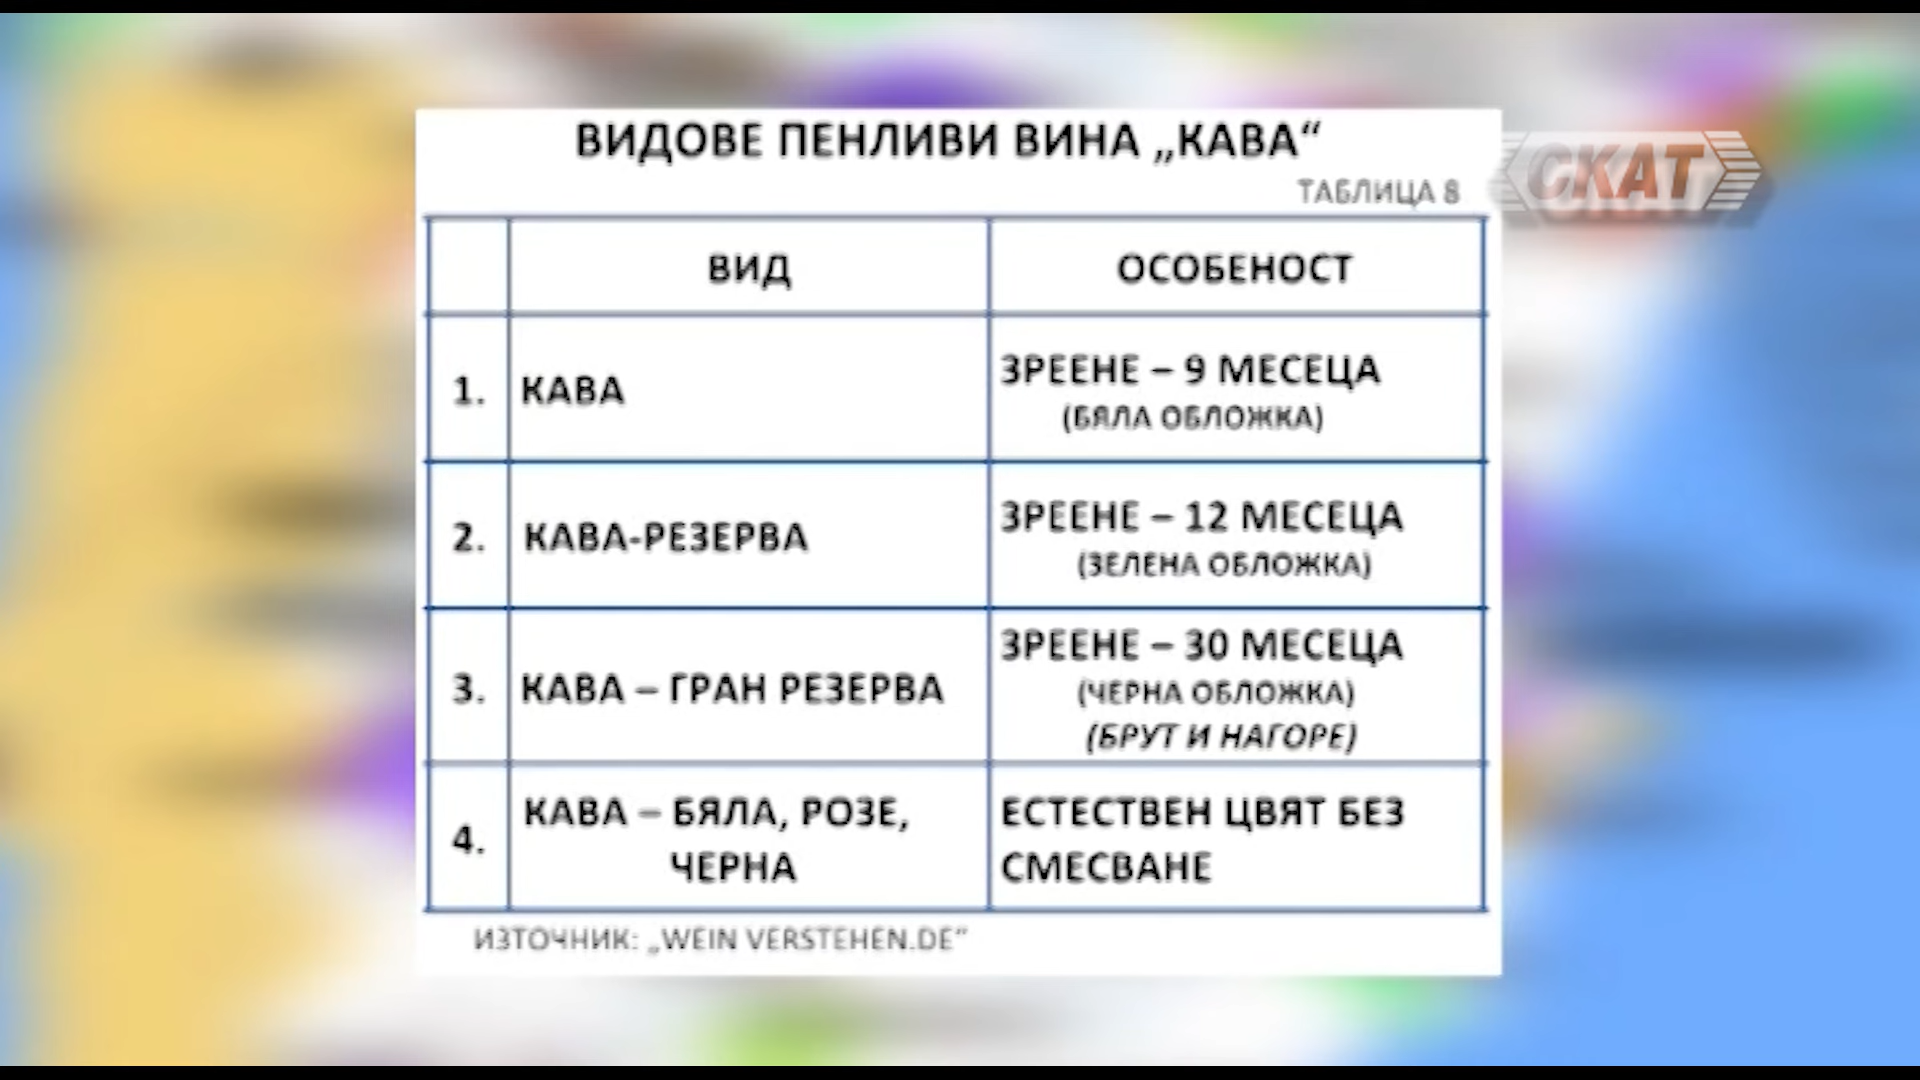 ВИДОВЕ ПЕНЛИВИ ВИНА „КАВА“
ТАБЛИЦА 8
СКАТ
ВИД
ОСОБЕНОСТ
1.
КАВА
ЗРЕЕНЕ – 9 МЕСЕЦА
(БЯЛА ОБЛОЖКА)
2.
КАВА-РЕЗЕРВА
ЗРЕЕНЕ – 12 МЕСЕЦА
(ЗЕЛЕНА ОБЛОЖКА)
3.
КАВА – ГРАН РЕЗЕРВА
ЗРЕЕНЕ – 30 МЕСЕЦА
(ЧЕРНА ОБЛОЖКА)
(БРУТ И НАГОРЕ)
4.
КАВА – БЯЛА, РОЗЕ,
ЧЕРНА
ЕСТЕСТВЕН ЦВЯТ БЕЗ
СМЕСВАНЕ
ИЗТОЧНИК: „WEIN VERSTEHEN.DE“